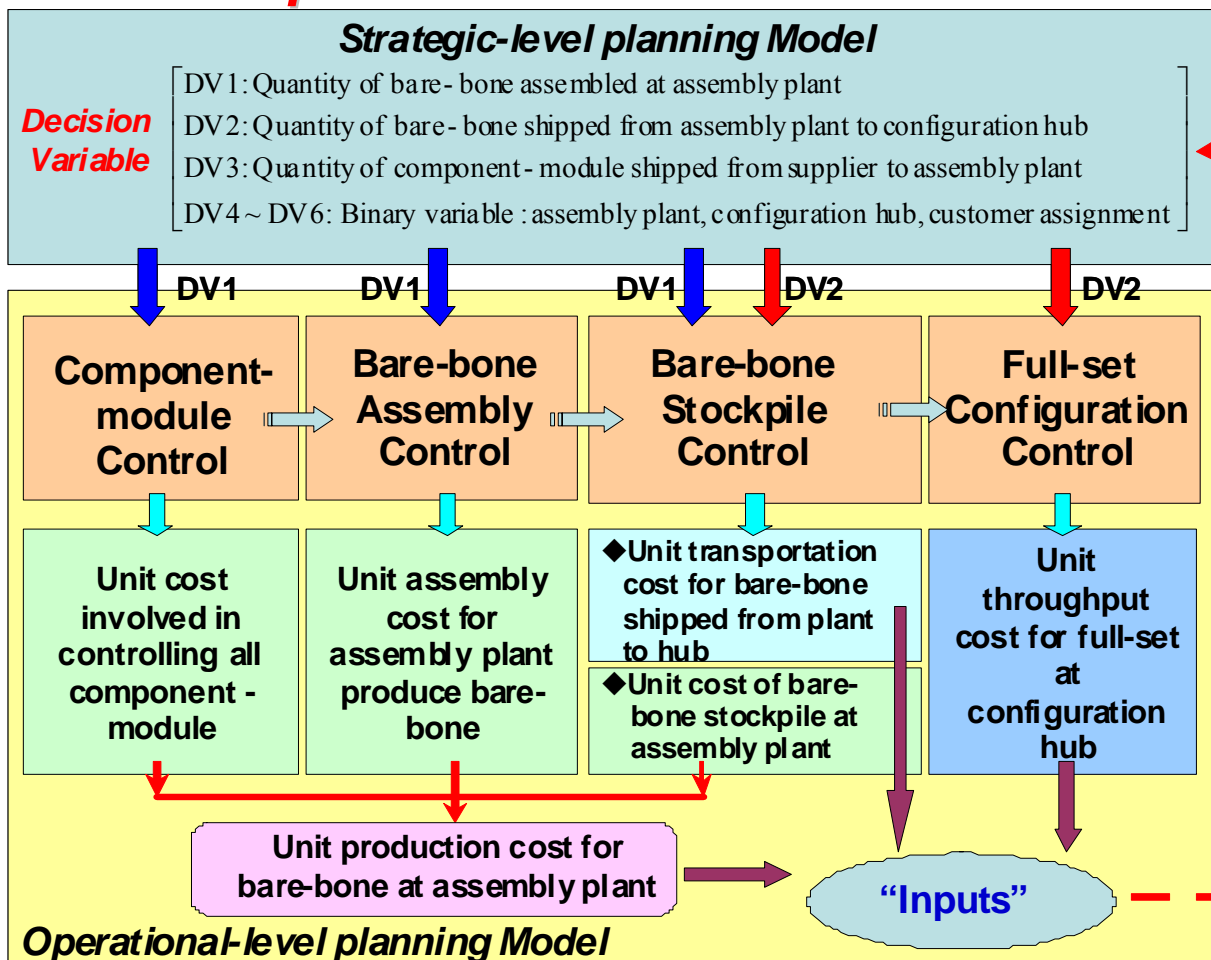 Strategic-level planning Model
Decision
Variable
DV1: Quantity of bare- bone assembled at assembly plant
DV2: Quantity of bare- bone shipped from assembly plant to configuration hub
DV3: Quantity of component - module shipped from supplier to assembly plant
DV4 ~ DV6: Binary variable : assembly plant, configuration hub, customer assignment
DV1
DV1
DV1
DV2
DV2
Component-
module
Control
Bare-bone
Assembly
Control
Bare-bone
Stockpile
Control
Full-set
Configuration
Control
Unit cost
involved in
controlling all
component -
module
Unit assembly
cost for
assembly plant
produce bare-
bone
◆Unit transportation
cost for bare-bone
shipped from plant
to hub
◆Unit cost of bare-
bone stockpile at
assembly plant
Unit
throughput
cost for full-set
at
configuration
hub
Unit production cost for
bare-bone at assembly plant
“Inputs”
Operational-level planning Model